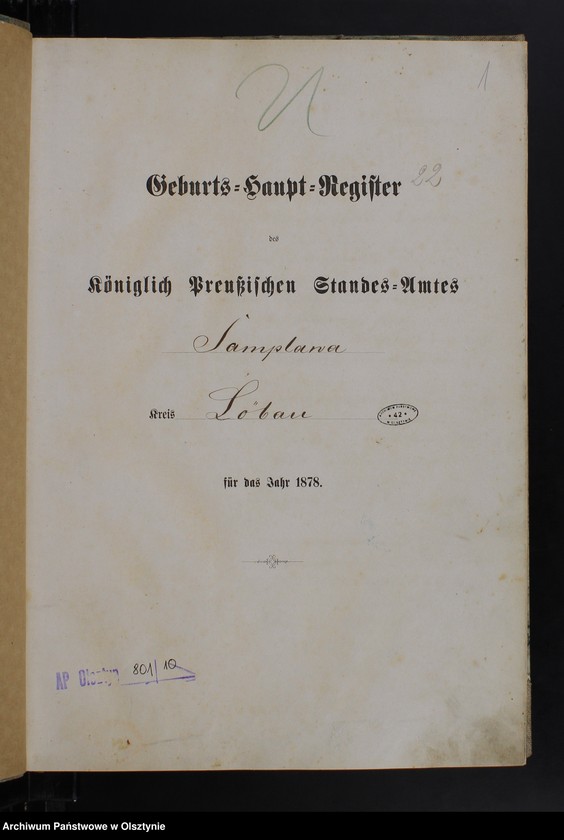 1
Geburts=Haupt=Register 22
des
Königlich Preußischen Standes=Amtes
Samplawa
Kreis Löbau
42
für das Jahr 1878.
AP Olsztyn 801/10
Archiwum Państwowe w Olsztynie